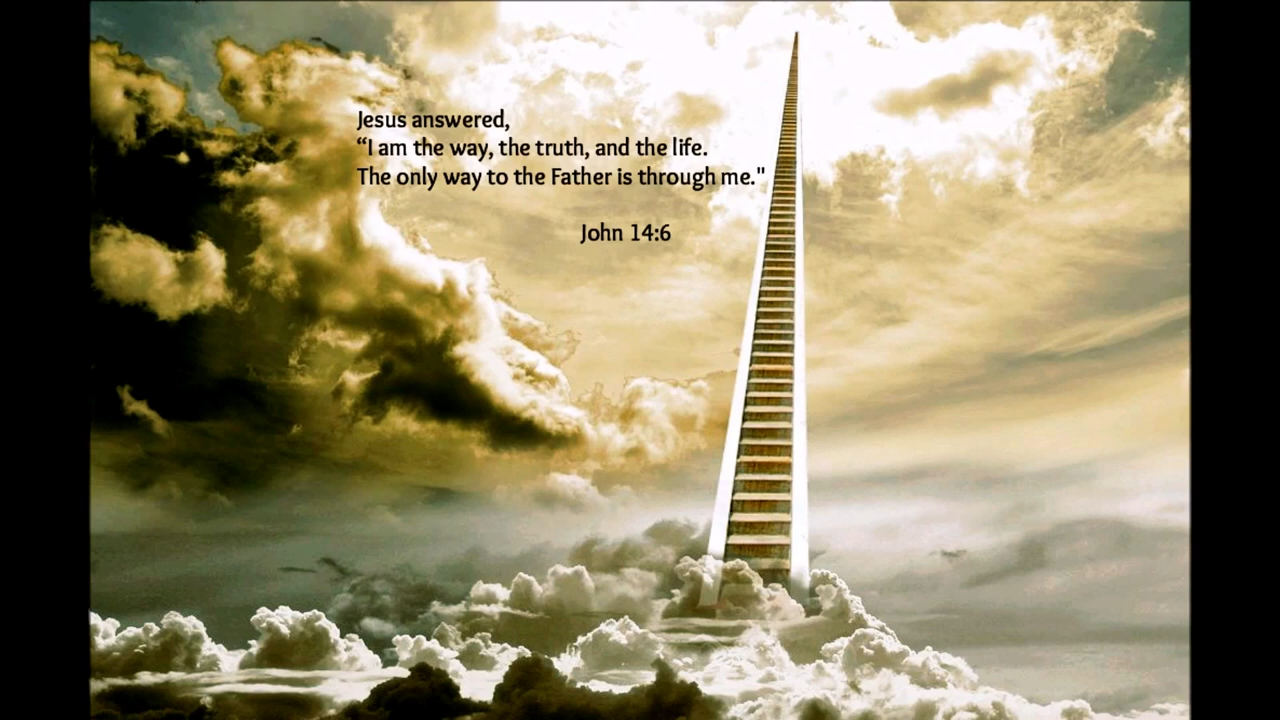 Jesus answered,
“I am the way, the truth, and the life.
The only way to the Father is through me."
John 14:6